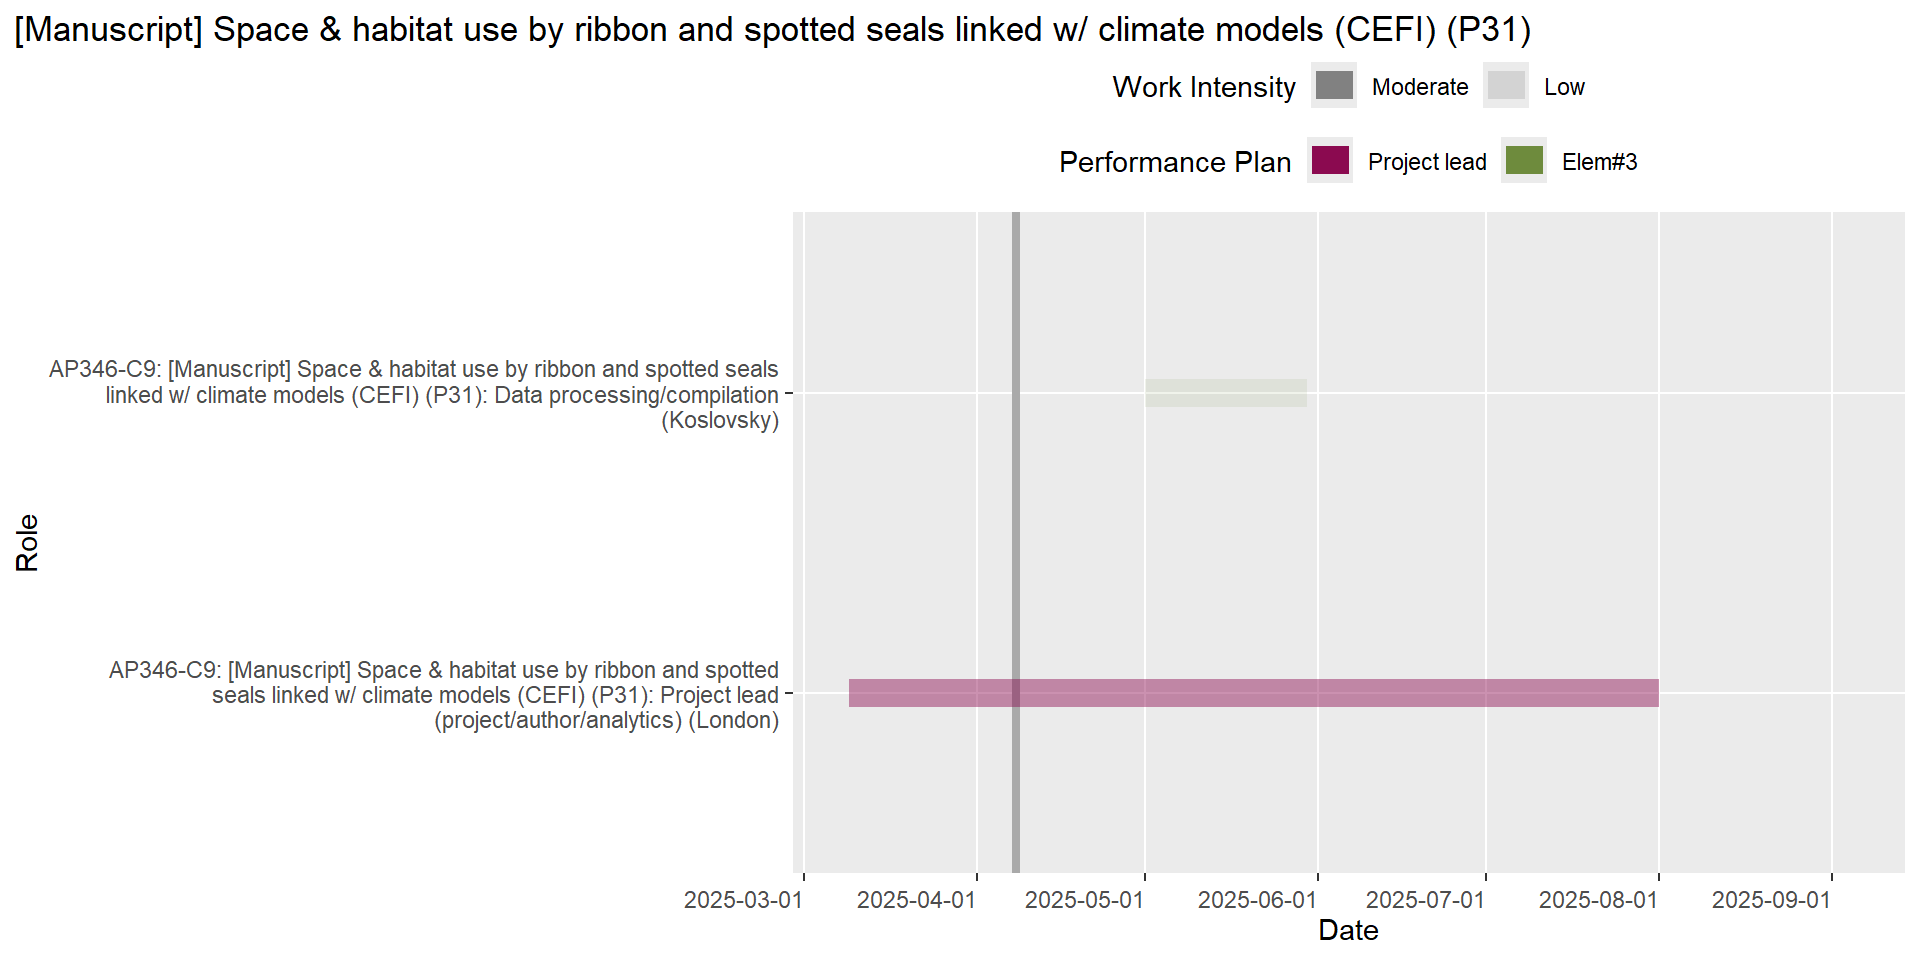 [Manuscript] Space & habitat use by ribbon and spotted seals linked w/ climate models (CEFI) (P31)
Work Intensity Moderate Low
Performance Plan Project lead Elem#3
AP346-C9: [Manuscript] Space & habitat use by ribbon and spotted seals
linked w/ climate models (CEFI) (P31): Data processing/compilation
(Koslovsky)
Role
AP346-C9: [Manuscript] Space & habitat use by ribbon and spotted
seals linked w/ climate models (CEFI) (P31): Project lead
(project/author/analytics) (London)
2025-03-01 2025-04-01 2025-05-01 2025-06-01 2025-07-01 2025-08-01 2025-09-01
Date